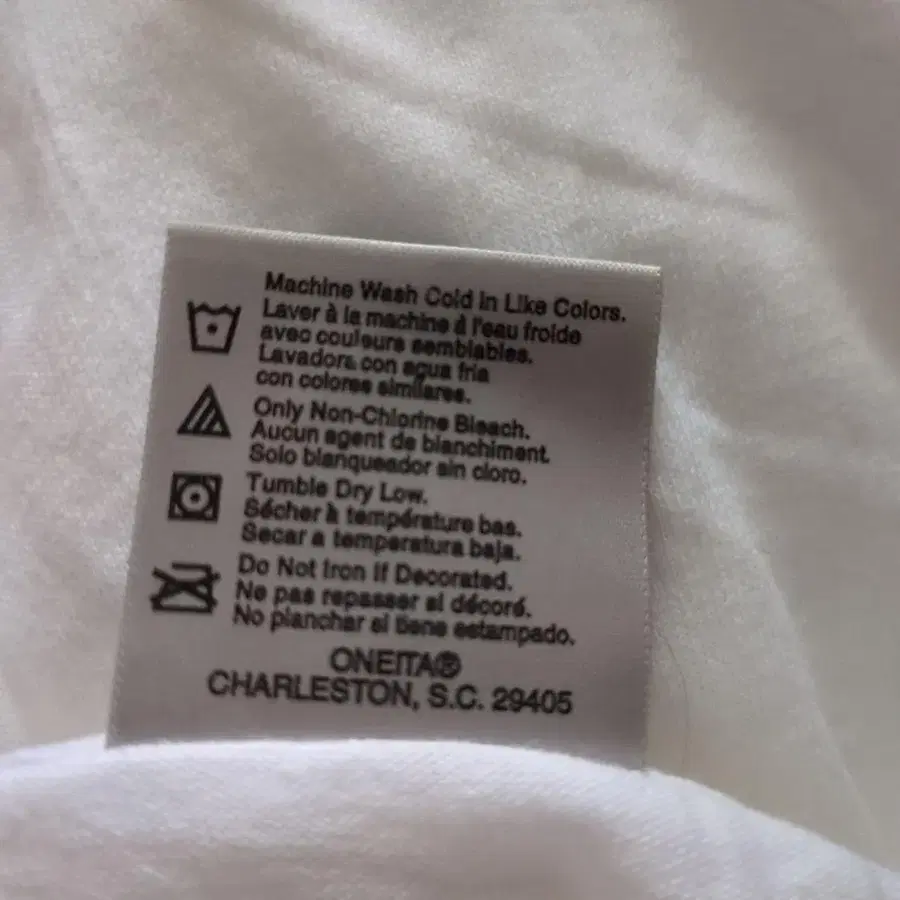 Machine Wash Cold in Like Colors.
Laver à la machine à l'eau froide
avec couleurs semblables.
Lavadora con agua fria
con colores similares.
Only Non-Chlorine Bleach.
Aucun agent de blanchiment.
Solo blanqueador sin cloro.
Tumble Dry Low.
Sécher à température bas.
Secar a temperatura baja.
Do Not Iron If Decorated.
Ne pas repasser si décoré.
No planchar si tiene estampado.
ONEITA®
CHARLESTON, S.C. 29405